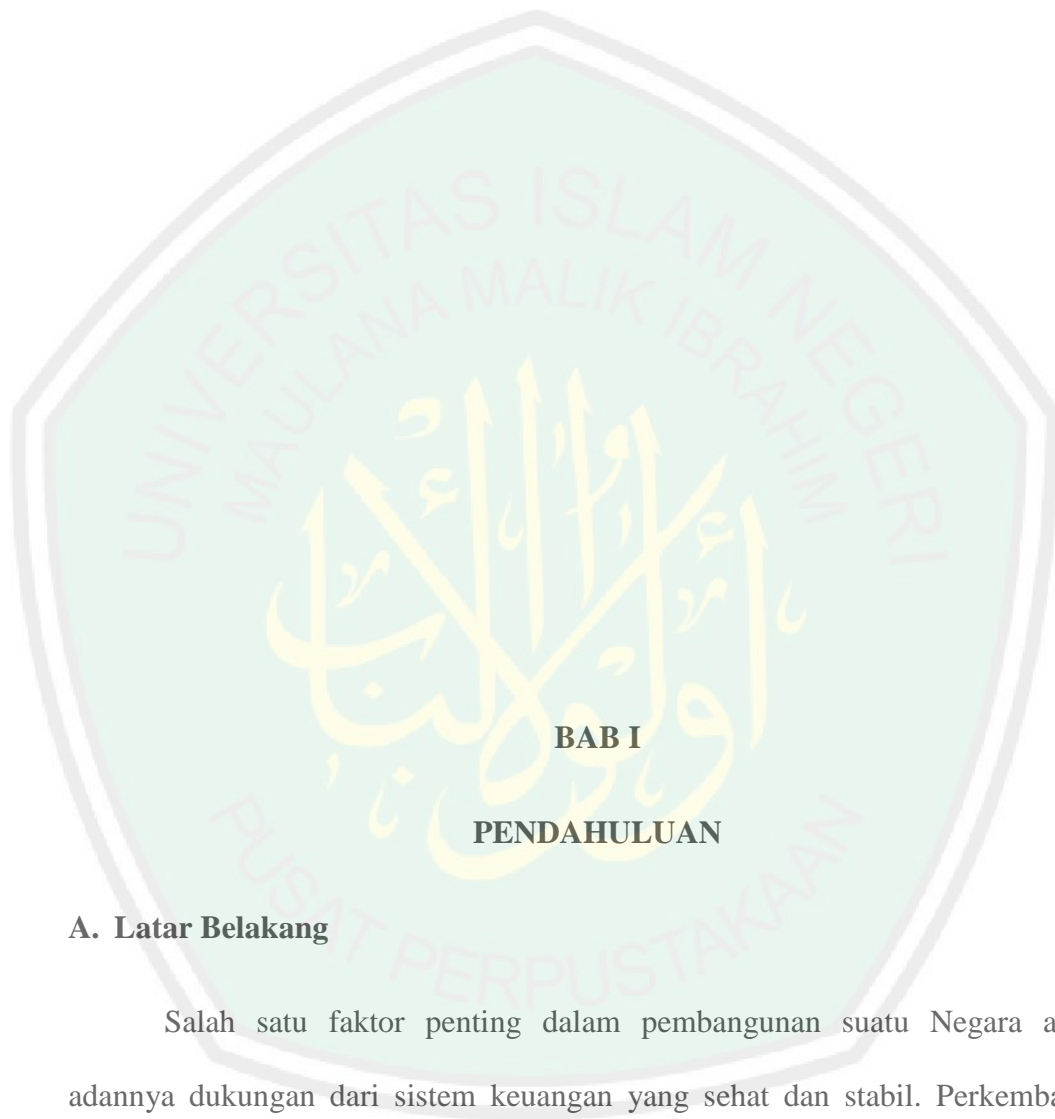 UNIVERSITAS ISLAM NEGERI
MAULANA MALIK IBRAHIM
BAB I
PENDAHULUAN
A. Latar Belakang
Salah satu faktor penting dalam pembangunan suatu Negara a
adannya dukungan dari sistem keuangan yang sehat dan stabil. Perkemba
PUSAT PERPUSTAKAAN